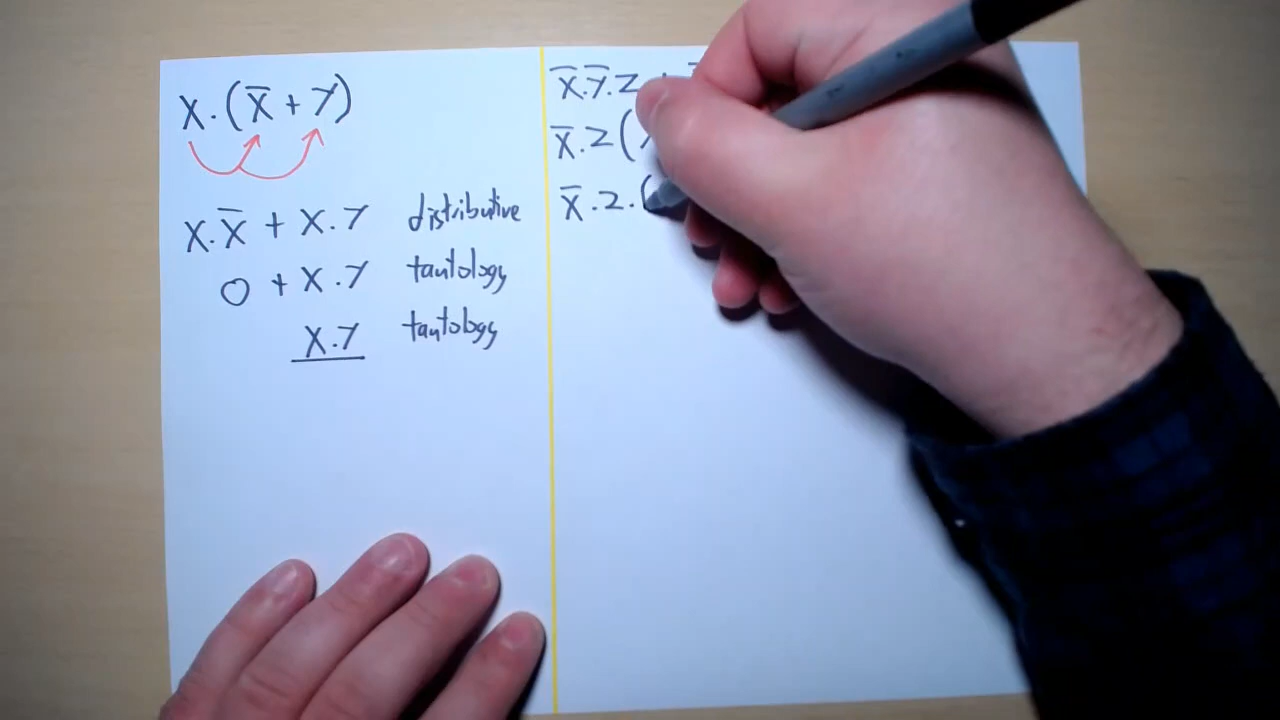 X.(X̅ + Y)
X.X̅ + X.Y distributive
0 + X.Y tautology
X.Y tautology
X̅.Y̅.Z +
X̅.Z(
X̅.Z.(